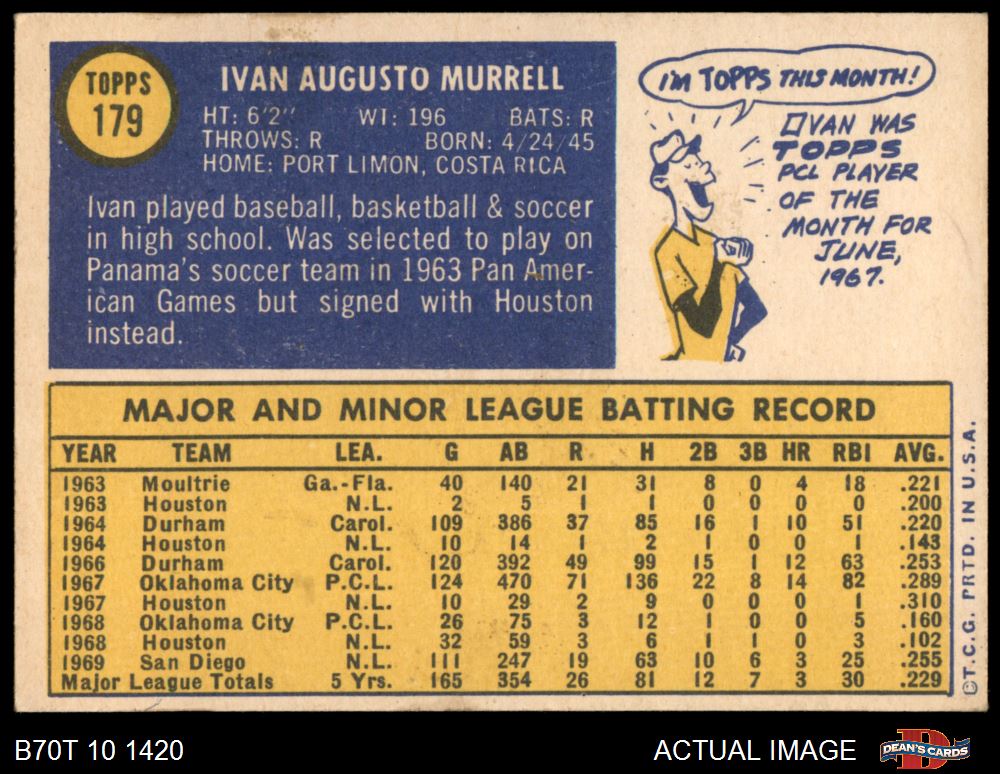 TOPPS
179
IVAN AUGUSTO MURRELL
HT: 6'2" WT: 196 BATS: R
THROWS: R BORN: 4/24/45
HOME: PORT LIMON, COSTA RICA
Ivan played baseball, basketball & soccer
in high school. Was selected to play on
Panama's soccer team in 1963 Pan Amer-
ican Games but signed with Houston
instead.
I'M TOPPS THIS MONTH!
IVAN WAS
TOPPS
PCL PLAYER
OF THE
MONTH FOR
JUNE,
1967.
MAJOR AND MINOR LEAGUE BATTING RECORD
YEAR TEAM LEA. G AB R H 2B 3B HR RBI AVG.
1963 Moultrie Ga.-Fla. 40 140 21 31 8 0 4 18 .221
1963 Houston N.L. 2 5 1 1 0 0 0 0 .200
1964 Durham Carol. 109 386 37 85 16 1 10 51 .220
1964 Houston N.L. 10 14 1 2 1 0 0 1 .143
1966 Durham Carol. 120 392 49 99 15 1 12 63 .253
1967 Oklahoma City P.C.L. 124 470 71 136 22 8 14 82 .289
1967 Houston N.L. 10 29 2 9 0 0 0 1 .310
1968 Oklahoma City P.C.L. 26 75 3 12 1 0 0 5 .160
1968 Houston N.L. 32 59 3 6 1 1 0 3 .102
1969 San Diego N.L. 111 247 19 63 10 6 3 25 .255
Major League Totals 5 Yrs. 165 354 26 81 12 7 3 30 .229
©T.C.G. PRTD. IN U.S.A.
B70T 10 1420
ACTUAL IMAGE
DEAN'S CARDS